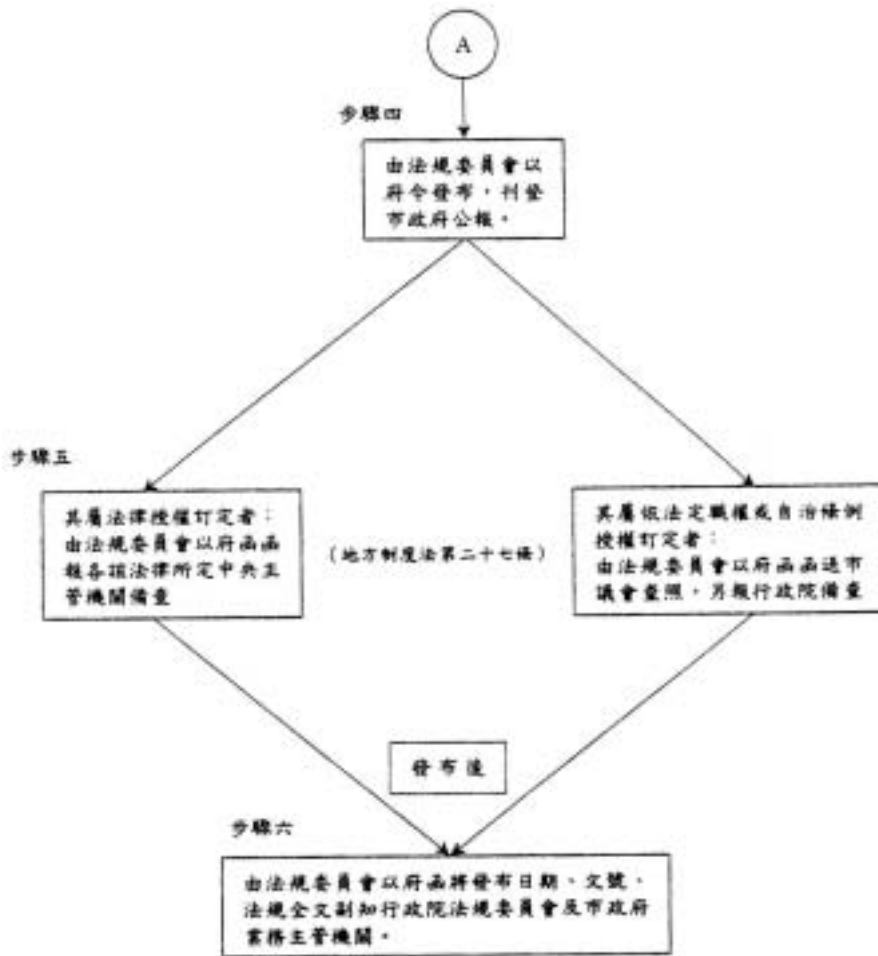 A
步驟四
由法規委員會以
府令發布，刊登
市政府公報。
步驟五
其屬法律授權訂定者：
由法規委員會以府函函
報各該法律所定中央主
管機關備查
（地方制度法第二十七條）
其屬依法定職權或自治條例
授權訂定者：
由法規委員會以府函函送市
議會查照，另報行政院備查
發布後
步驟六
由法規委員會以府函將發布日期、文號、
法規全文副知行政院法規委員會及市政府
業務主管機關。